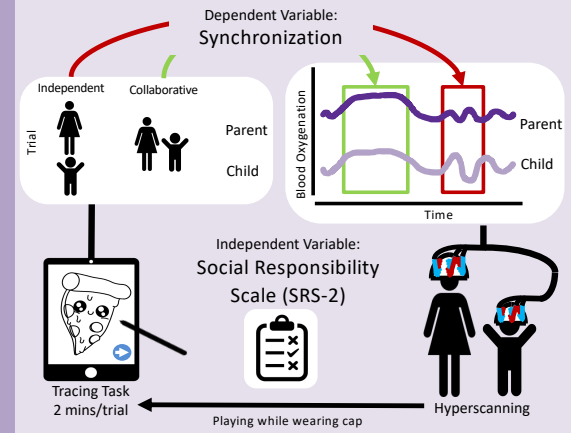 Dependent Variable:
Synchronization
Independent
Collaborative
Trial
Parent
Child
Blood Oxygenation
Parent
Child
Time
Independent Variable:
Social Responsibility
Scale (SRS-2)
Tracing Task
2 mins/trial
Hyperscanning
Playing while wearing cap